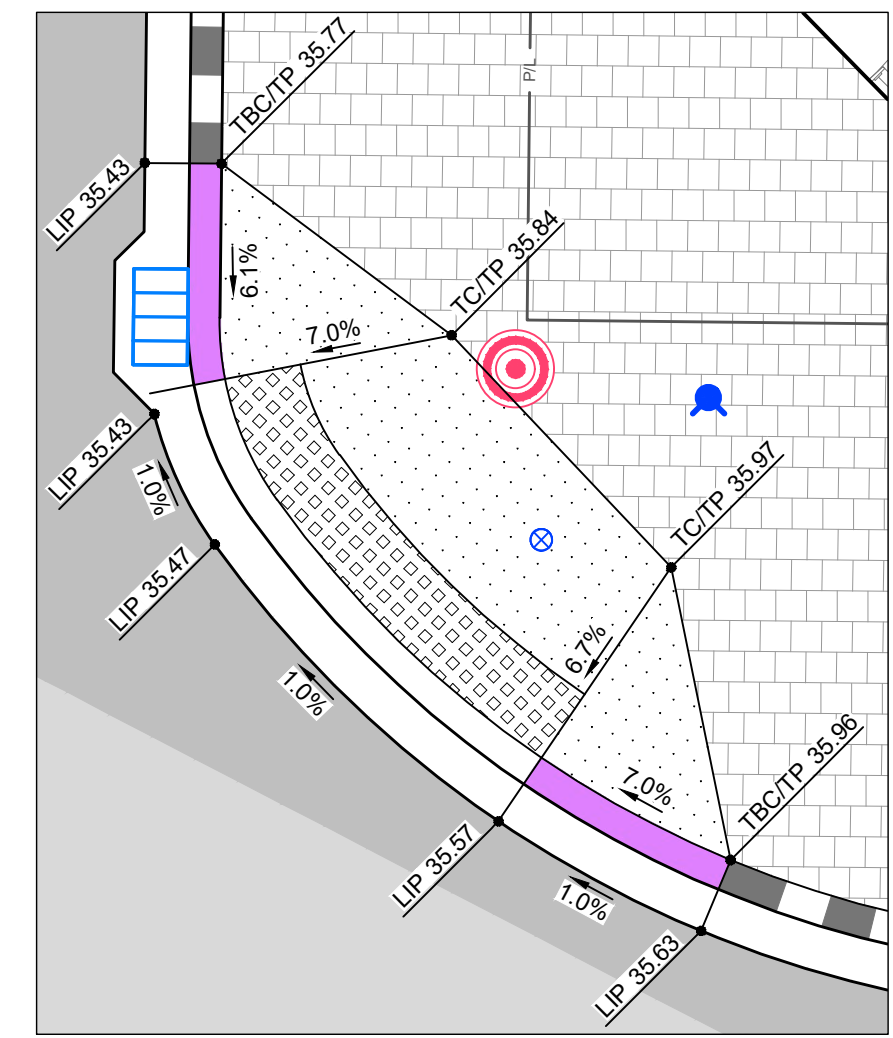 TBC/TP 35.77
P/L
LIP 35.43
TC/TP 35.84
6.1%
7.0%
LIP 35.43
1.0%
TC/TP 35.97
LIP 35.47
6.7%
1.0%
TBC/TP 35.96
7.0%
LIP 35.57
1.0%
LIP 35.63